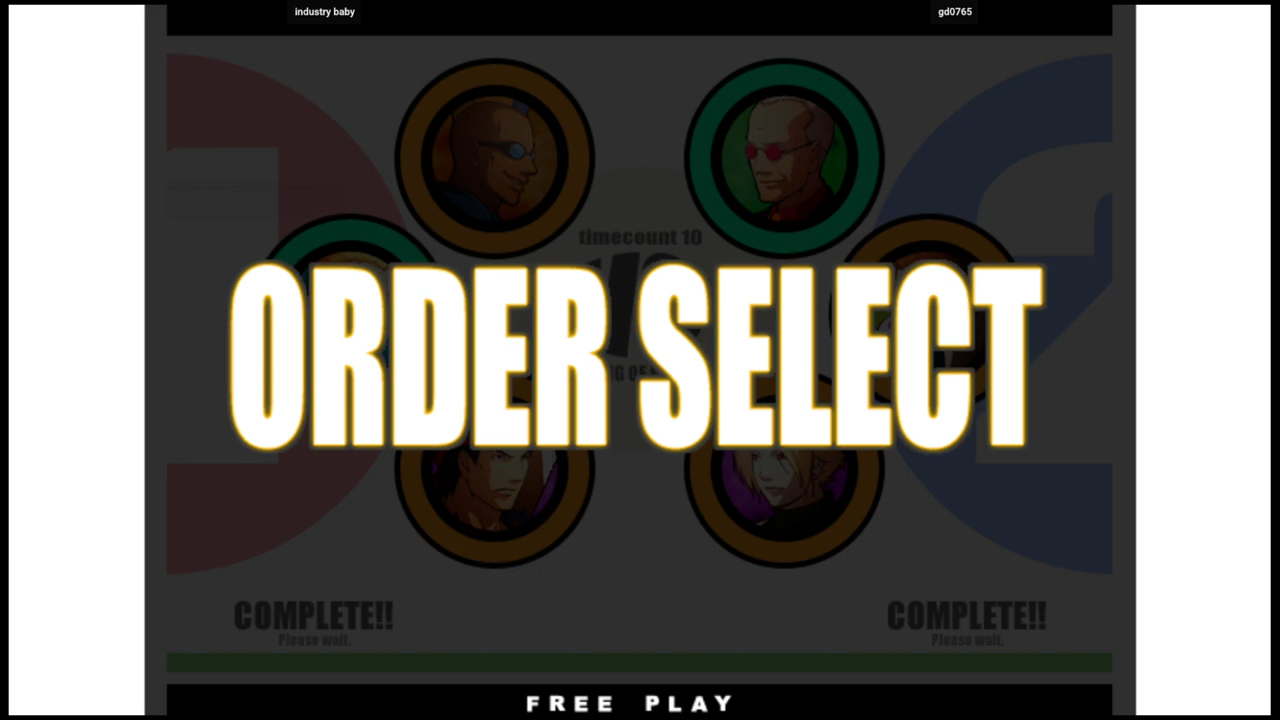 industry baby
gd0765
timecount 10
ORDER SELECT
COMPLETE!!
Please wait.
COMPLETE!!
Please wait.
FREE PLAY